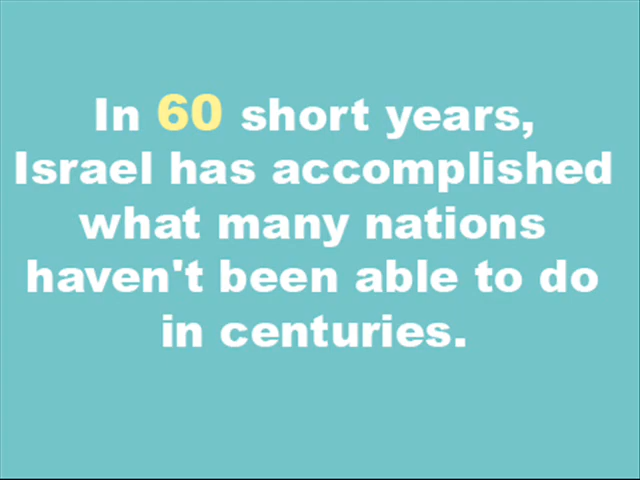 In 60 short years,
Israel has accomplished
what many nations
haven't been able to do
in centuries.